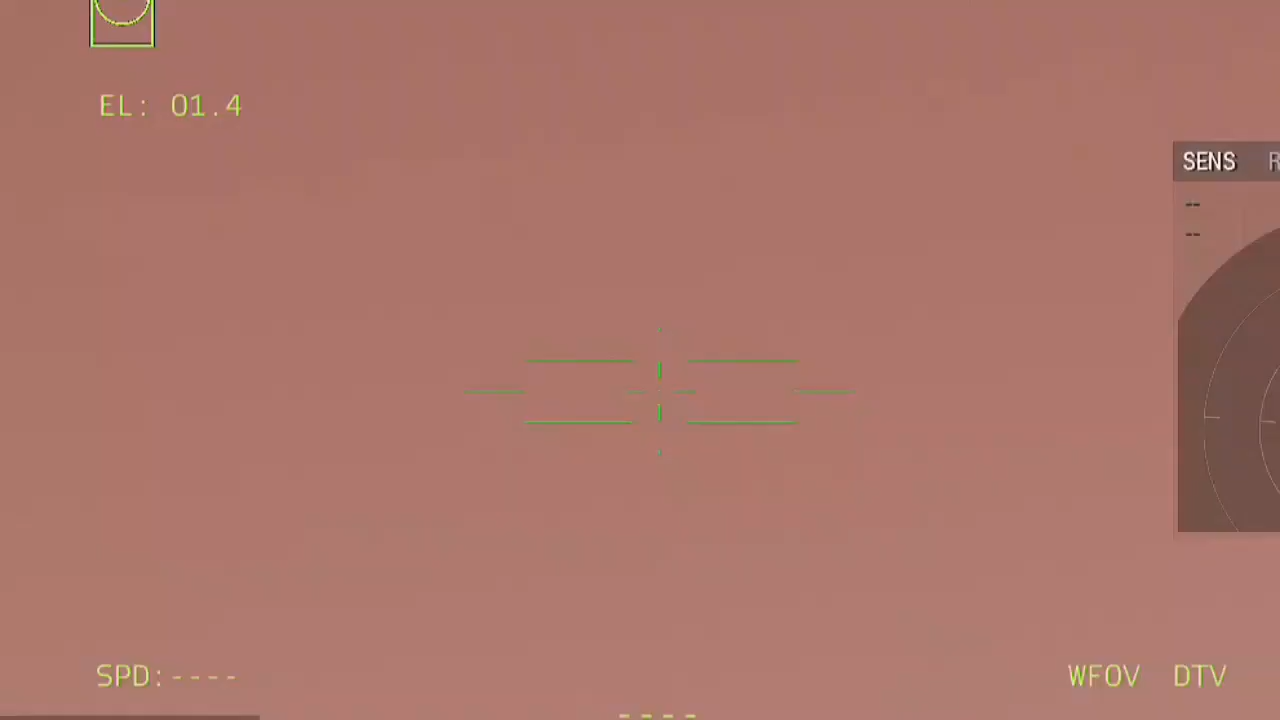 EL: 01.4
SENS R
--
--
SPD:----
WFOV DTV
----